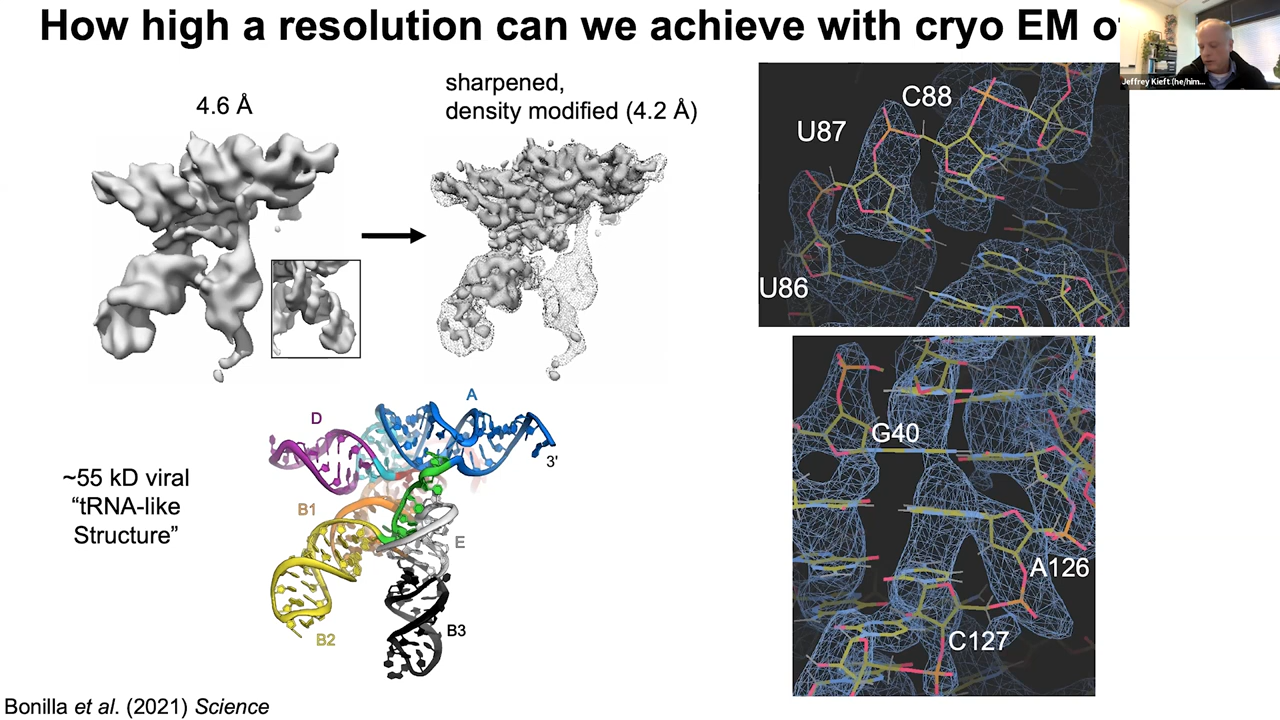 How high a resolution can we achieve with cryo EM
Jeffrey Kieft (he/him...
4.6 Å
sharpened,
density modified (4.2 Å)
C88
U87
U86
G40
A126
C127
A
D
3'
B1
E
B2
B3
~55 kD viral
“tRNA-like
Structure”
Bonilla et al. (2021) Science